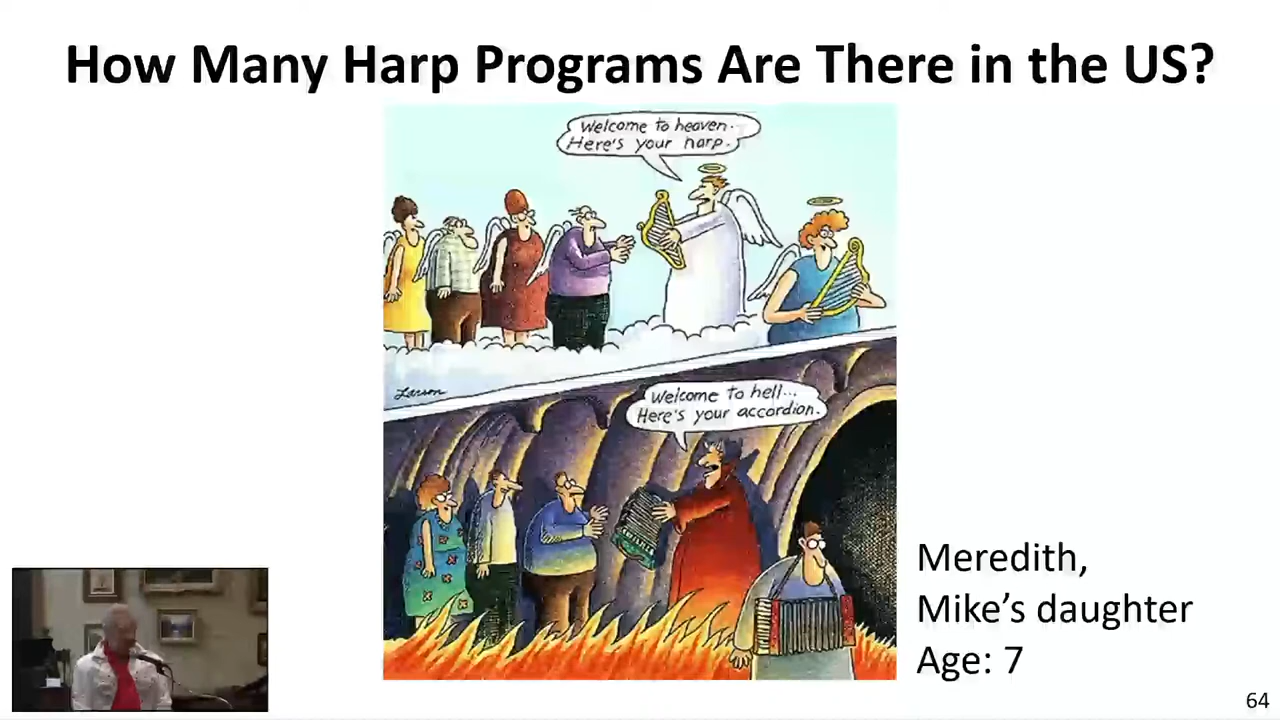 How Many Harp Programs Are There in the US?
Welcome to heaven.
Here's your harp.
Larson
Welcome to hell...
Here's your accordion.
Meredith,
Mike's daughter
Age: 7
64